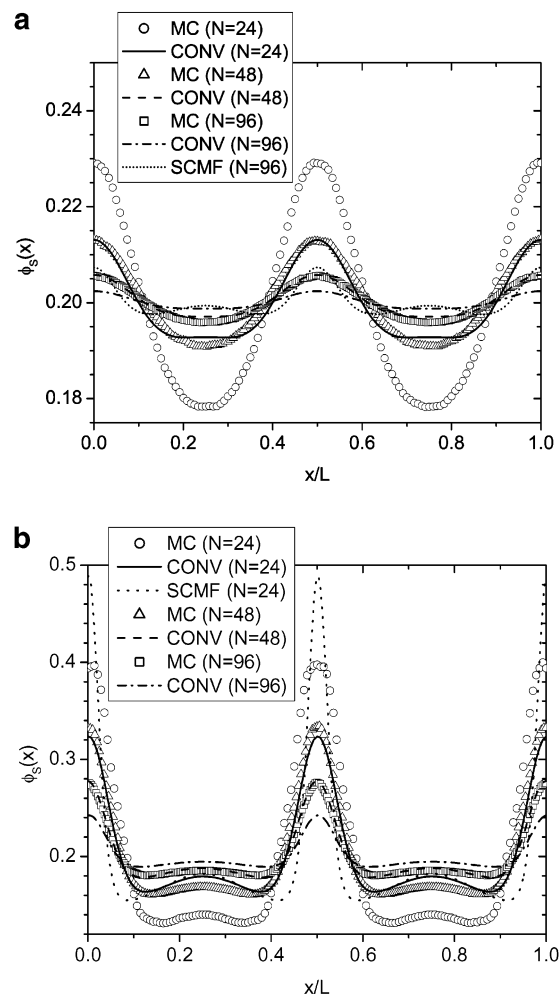 a
MC (N=24)
CONV (N=24)
MC (N=48)
CONV (N=48)
MC (N=96)
CONV (N=96)
SCMF (N=96)
0.24
0.22
0.20
0.18
ϕs(x)
0.0 0.2 0.4 0.6 0.8 1.0
x/L
b
MC (N=24)
CONV (N=24)
SCMF (N=24)
MC (N=48)
CONV (N=48)
MC (N=96)
CONV (N=96)
0.5
0.4
0.3
0.2
ϕs(x)
0.0 0.2 0.4 0.6 0.8 1.0
x/L